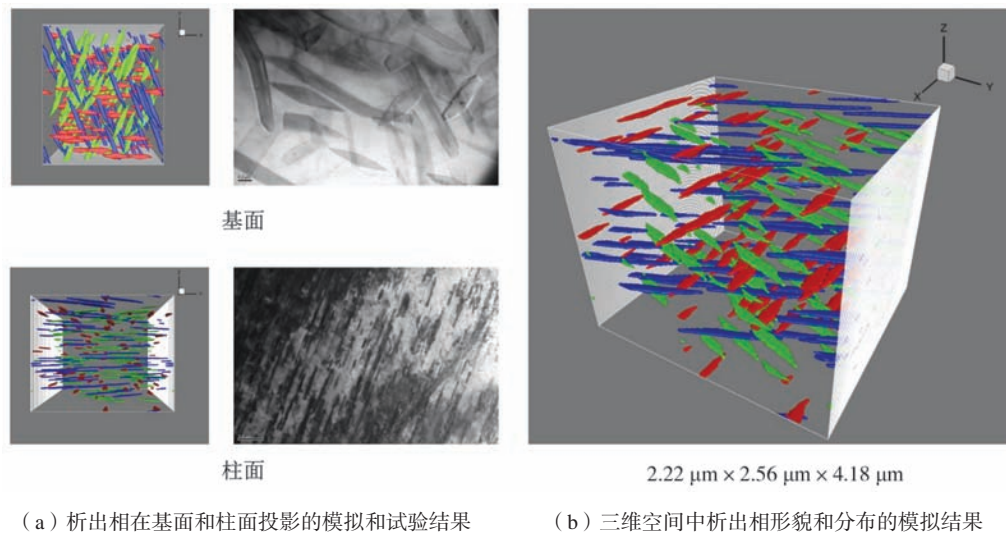 基面
柱面
Z
X
Y
2.22 μm × 2.56 μm × 4.18 μm
（a）析出相在基面和柱面投影的模拟和试验结果
（b）三维空间中析出相形貌和分布的模拟结果